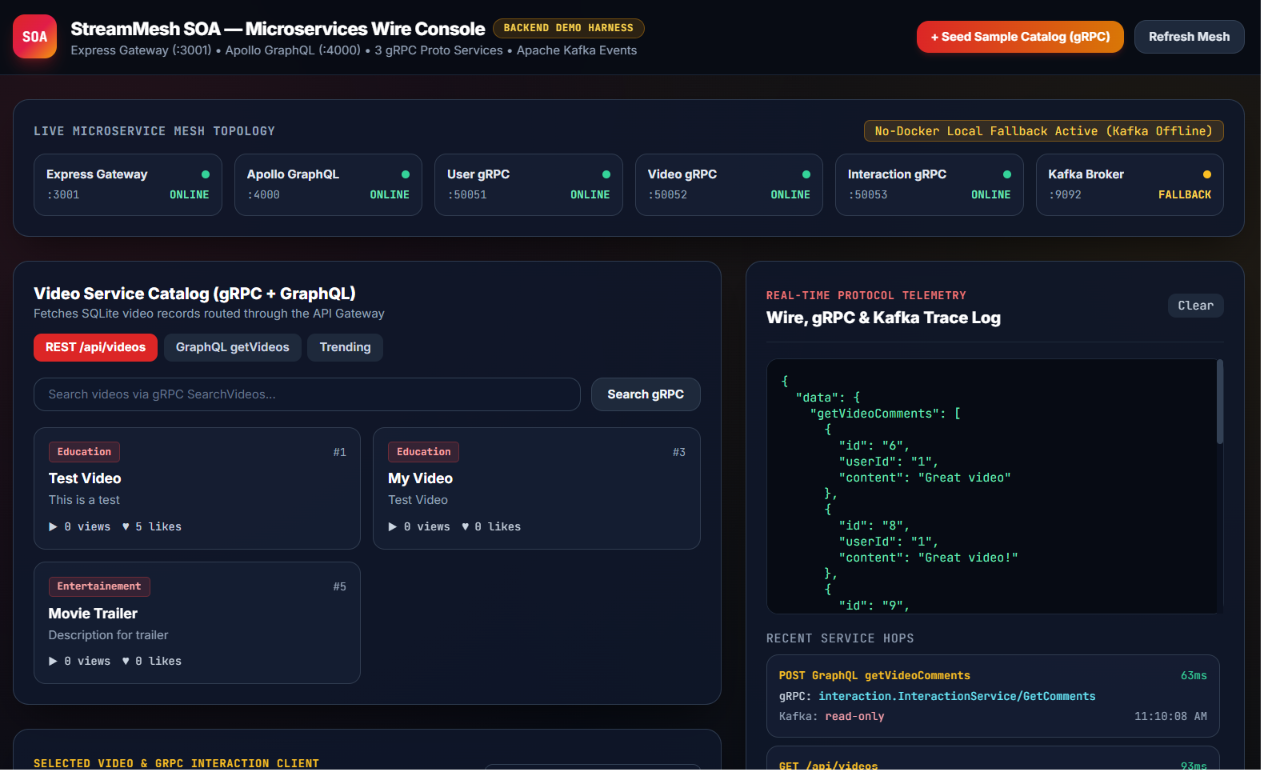 SOA
StreamMesh SOA — Microservices Wire Console
BACKEND DEMO HARNESS
Express Gateway (:3001) • Apollo GraphQL (:4000) • 3 gRPC Proto Services • Apache Kafka Events
+ Seed Sample Catalog (gRPC)
Refresh Mesh
LIVE MICROSERVICE MESH TOPOLOGY
No-Docker Local Fallback Active (Kafka Offline)
Express Gateway
:3001 ONLINE
Apollo GraphQL
:4000 ONLINE
User gRPC
:50051 ONLINE
Video gRPC
:50052 ONLINE
Interaction gRPC
:50053 ONLINE
Kafka Broker
:9092 FALLBACK
Video Service Catalog (gRPC + GraphQL)
Fetches SQLite video records routed through the API Gateway
REST /api/videos
GraphQL getVideos
Trending
Search videos via gRPC SearchVideos...
Search gRPC
Education #1
Test Video
This is a test
▶ 0 views ♥ 5 likes
Education #3
My Video
Test Video
▶ 0 views ♥ 0 likes
Entertainement #5
Movie Trailer
Description for trailer
▶ 0 views ♥ 0 likes
SELECTED VIDEO & GRPC INTERACTION CLIENT
REAL-TIME PROTOCOL TELEMETRY
Wire, gRPC & Kafka Trace Log
Clear
{
"data": {
"getVideoComments": [
{
"id": "6",
"userId": "1",
"content": "Great video"
},
{
"id": "8",
"userId": "1",
"content": "Great video!"
},
{
"id": "9",
RECENT SERVICE HOPS
POST GraphQL getVideoComments 63ms
gRPC: interaction.InteractionService/GetComments
Kafka: read-only 11:10:08 AM
GET /api/videos 93ms